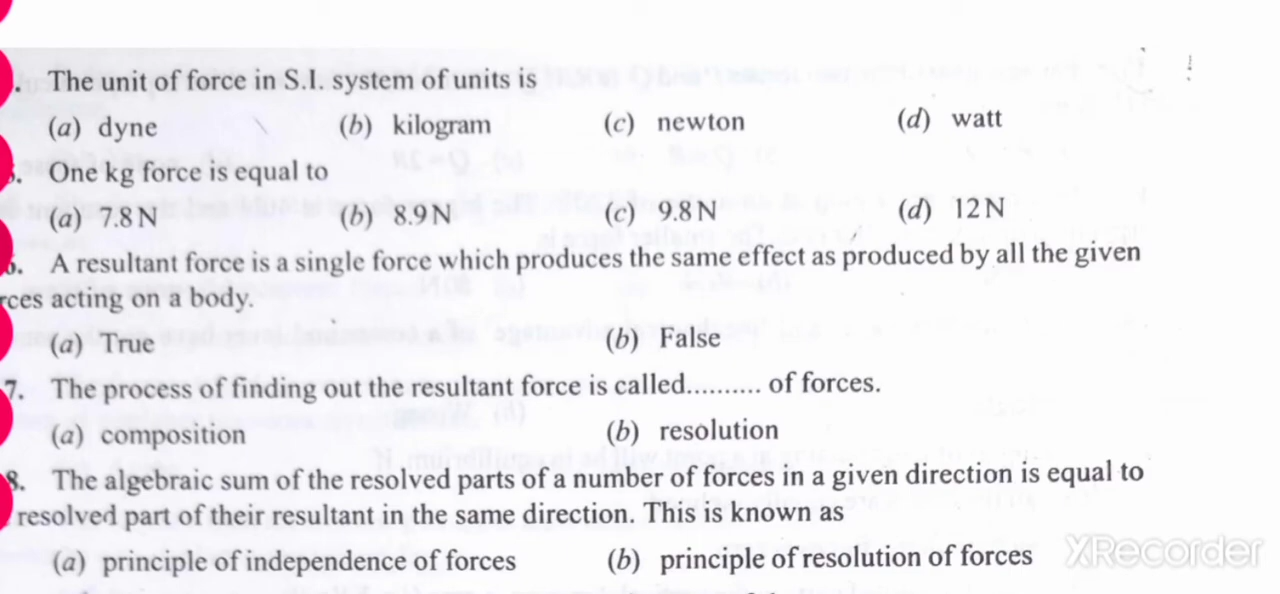 . The unit of force in S.I. system of units is
(a) dyne (b) kilogram (c) newton (d) watt
. One kg force is equal to
(a) 7.8 N (b) 8.9 N (c) 9.8 N (d) 12 N
. A resultant force is a single force which produces the same effect as produced by all the given
rces acting on a body.
(a) True (b) False
7. The process of finding out the resultant force is called.......... of forces.
(a) composition (b) resolution
8. The algebraic sum of the resolved parts of a number of forces in a given direction is equal to
resolved part of their resultant in the same direction. This is known as
(a) principle of independence of forces (b) principle of resolution of forces
XRecorder